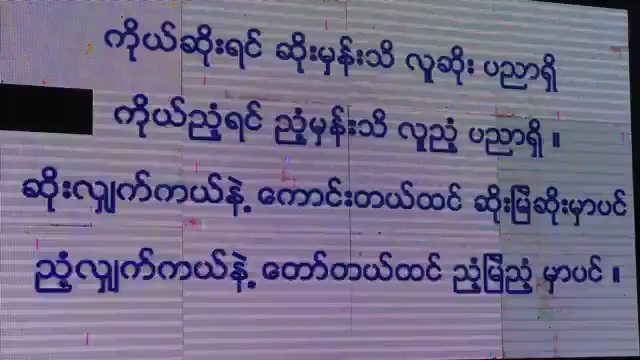 ကိုယ်ဆိုးရင် ဆိုးမှန်းသိ လူဆိုး ပညာရှိ
ကိုယ်ညံ့ရင် ညံ့မှန်းသိ လူညံ့ ပညာရှိ ။
ဆိုးလျှက်ကယ်နဲ့ ကောင်းတယ်ထင် ဆိုးမြဲဆိုးမှာပင်
ညံ့လျှက်ကယ်နဲ့ တော်တယ်ထင် ညံ့မြဲညံ့ မှာပင် ။